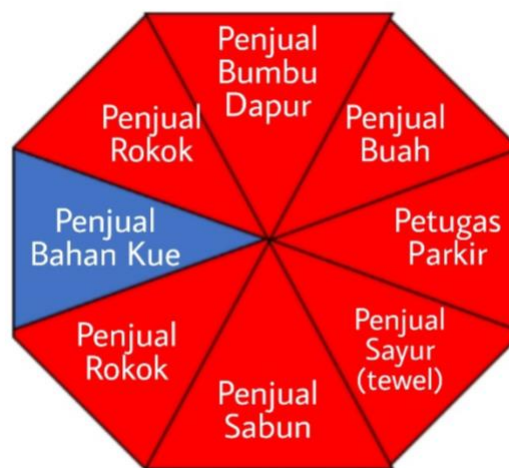 Penjual
Bumbu
Dapur
Penjual
Buah
Petugas
Parkir
Penjual
Sayur
(tewel)
Penjual
Sabun
Penjual
Rokok
Penjual
Bahan Kue
Penjual
Rokok